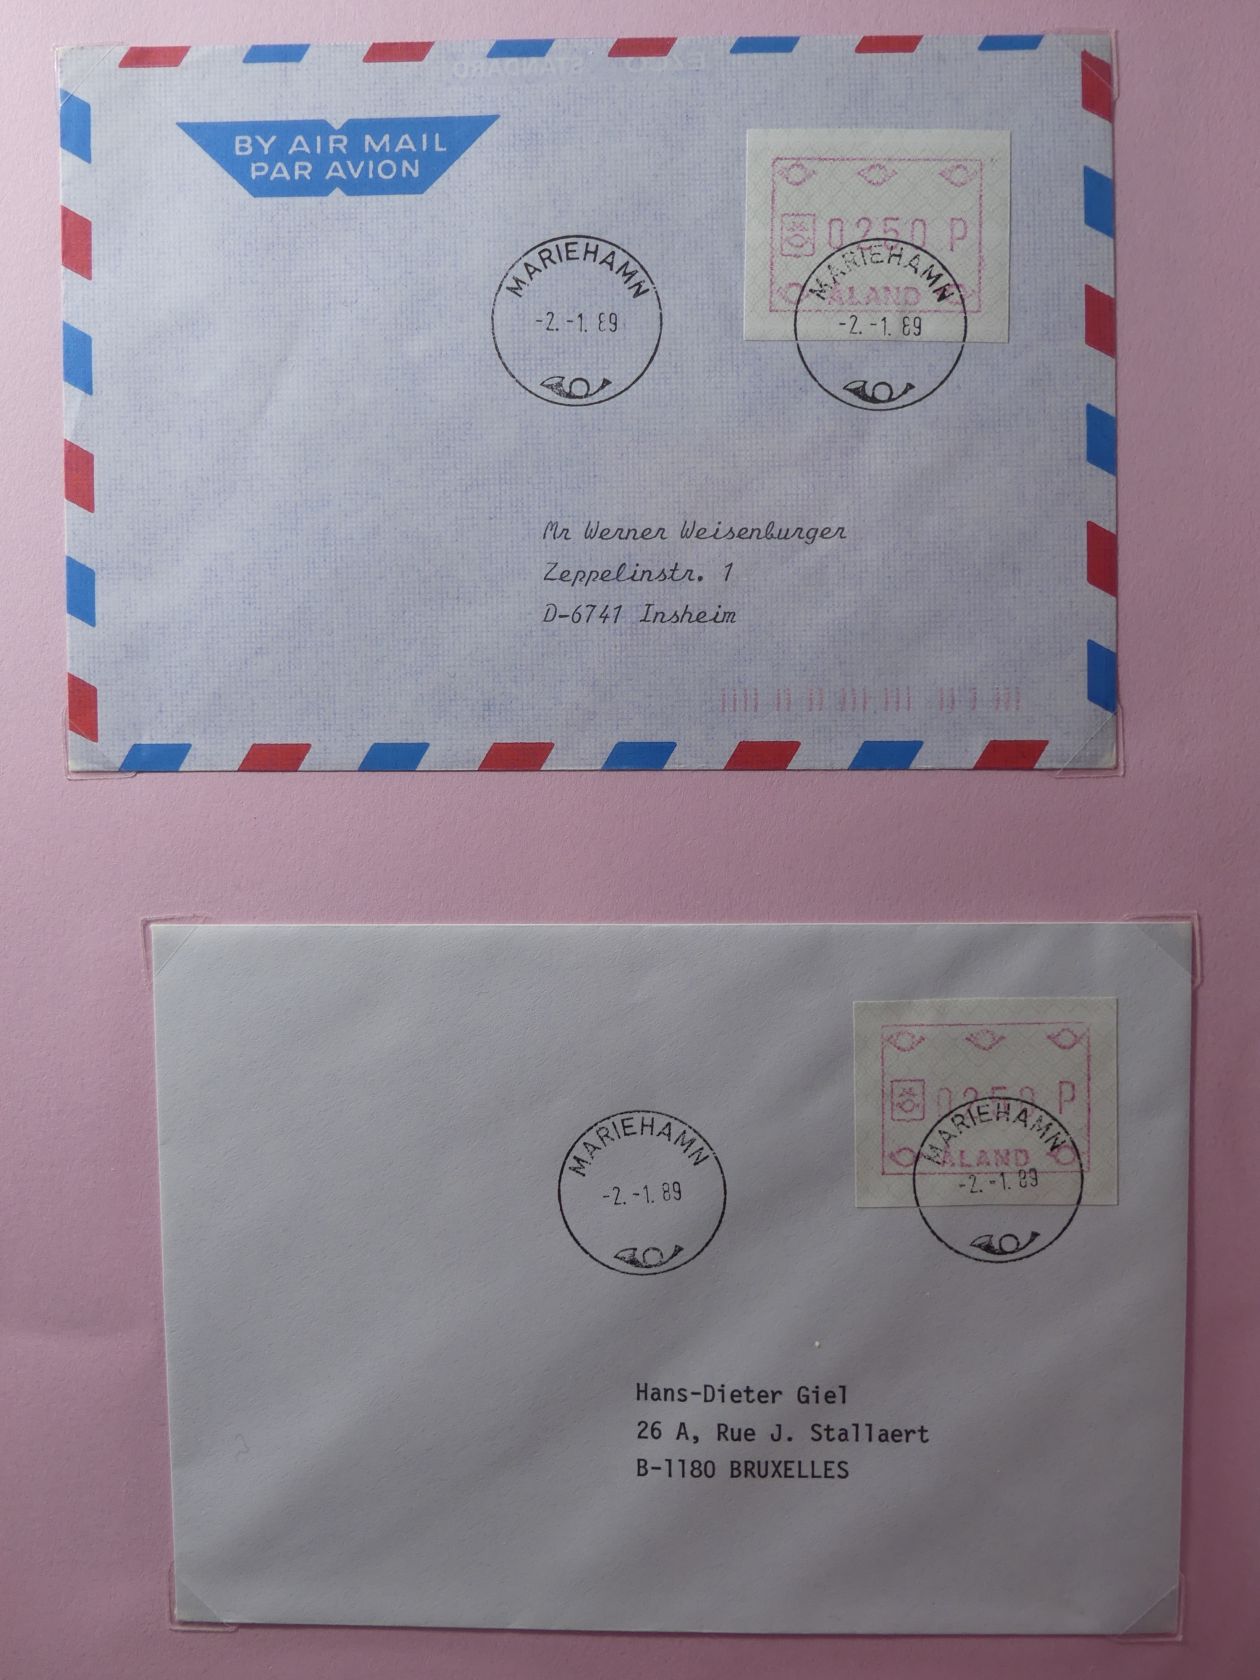 BY AIR MAIL
PAR AVION
0250 P
ÅLAND
MARIEHAMN
-2.-1.89
MARIEHAMN
-2.-1.89
Mr Werner Weisenburger
Zeppelinstr. 1
D-6741 Insheim
0250 P
ÅLAND
MARIEHAMN
-2.-1.89
MARIEHAMN
-2.-1.89
Hans-Dieter Giel
26 A, Rue J. Stallaert
B-1180 BRUXELLES